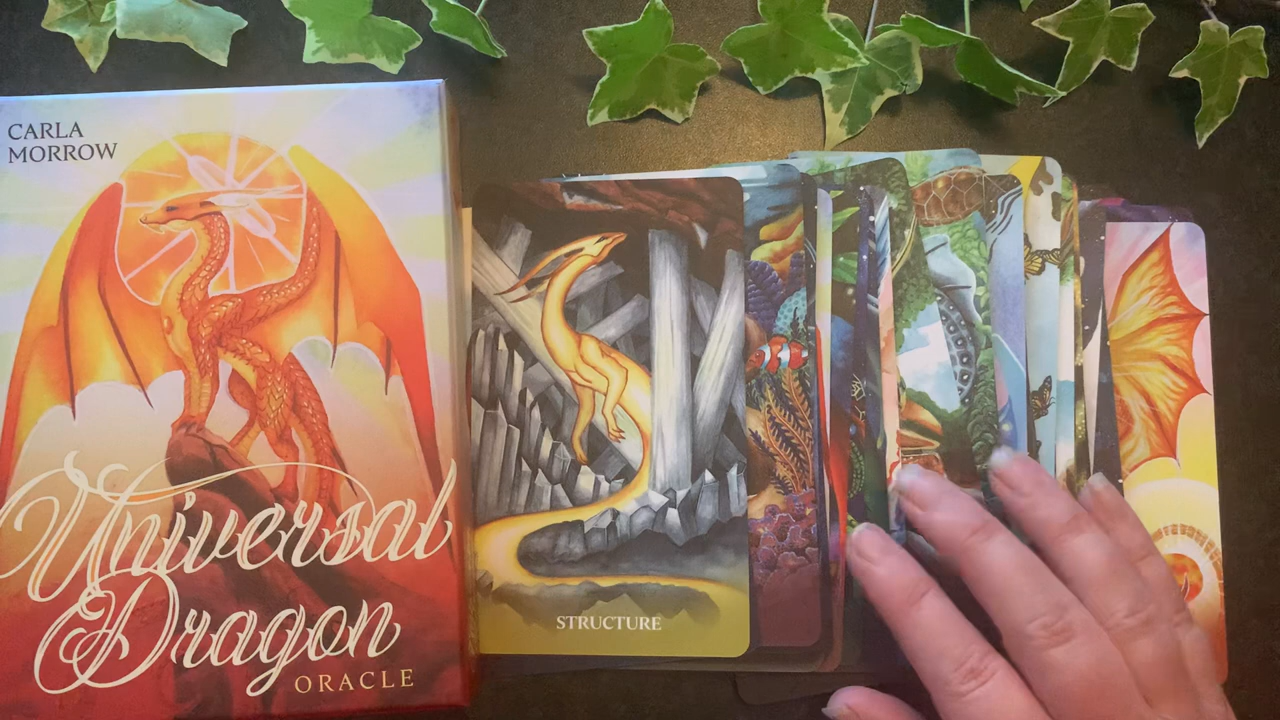 CARLA
MORROW
Universal
Dragon
ORACLE
STRUCTURE